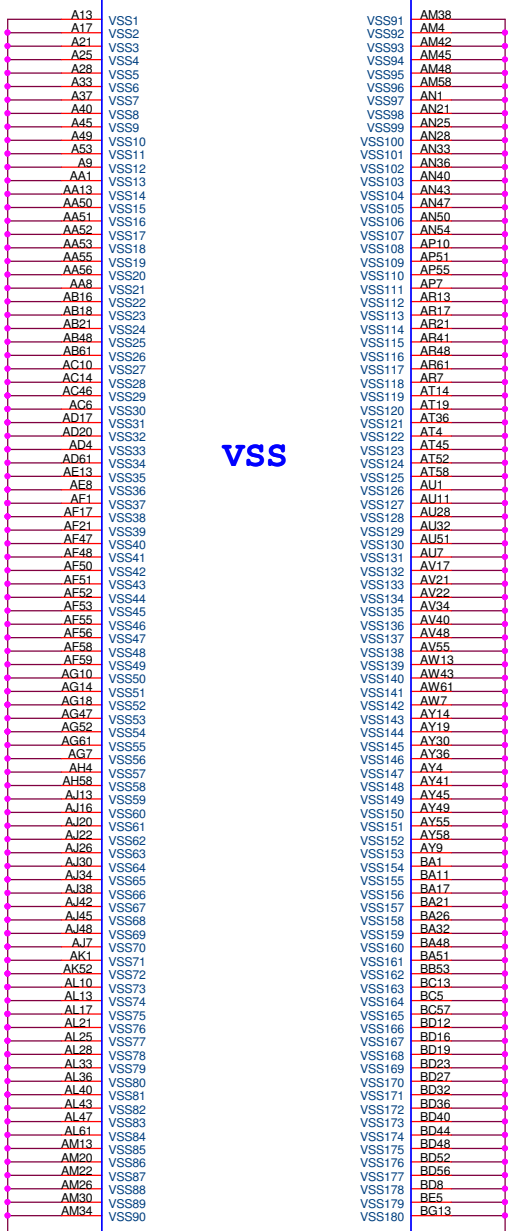 A13 VSS1
A17 VSS2
A21 VSS3
A25 VSS4
A28 VSS5
A33 VSS6
A37 VSS7
A40 VSS8
A45 VSS9
A49 VSS10
A53 VSS11
A9 VSS12
AA1 VSS13
AA13 VSS14
AA50 VSS15
AA51 VSS16
AA52 VSS17
AA53 VSS18
AA55 VSS19
AA56 VSS20
AA8 VSS21
AB16 VSS22
AB18 VSS23
AB21 VSS24
AB48 VSS25
AB61 VSS26
AC10 VSS27
AC14 VSS28
AC46 VSS29
AC6 VSS30
AD17 VSS31
AD20 VSS32
AD4 VSS33
AD61 VSS34
AE13 VSS35
AE8 VSS36
AF1 VSS37
AF17 VSS38
AF21 VSS39
AF47 VSS40
AF48 VSS41
AF50 VSS42
AF51 VSS43
AF52 VSS44
AF53 VSS45
AF55 VSS46
AF56 VSS47
AF58 VSS48
AF59 VSS49
AG10 VSS50
AG14 VSS51
AG18 VSS52
AG47 VSS53
AG52 VSS54
AG61 VSS55
AG7 VSS56
AH4 VSS57
AH58 VSS58
AJ13 VSS59
AJ16 VSS60
AJ20 VSS61
AJ22 VSS62
AJ26 VSS63
AJ30 VSS64
AJ34 VSS65
AJ38 VSS66
AJ42 VSS67
AJ45 VSS68
AJ48 VSS69
AJ7 VSS70
AK1 VSS71
AK52 VSS72
AL10 VSS73
AL13 VSS74
AL17 VSS75
AL21 VSS76
AL25 VSS77
AL28 VSS78
AL33 VSS79
AL36 VSS80
AL40 VSS81
AL43 VSS82
AL47 VSS83
AL61 VSS84
AM13 VSS85
AM20 VSS86
AM22 VSS87
AM26 VSS88
AM30 VSS89
AM34 VSS90
VSS
VSS91 AM38
VSS92 AM4
VSS93 AM42
VSS94 AM45
VSS95 AM48
VSS96 AM58
VSS97 AN1
VSS98 AN21
VSS99 AN25
VSS100 AN28
VSS101 AN33
VSS102 AN36
VSS103 AN40
VSS104 AN43
VSS105 AN47
VSS106 AN50
VSS107 AN54
VSS108 AP10
VSS109 AP51
VSS110 AP55
VSS111 AP7
VSS112 AR13
VSS113 AR17
VSS114 AR21
VSS115 AR41
VSS116 AR48
VSS117 AR61
VSS118 AR7
VSS119 AT14
VSS120 AT19
VSS121 AT36
VSS122 AT4
VSS123 AT45
VSS124 AT52
VSS125 AT58
VSS126 AU1
VSS127 AU11
VSS128 AU28
VSS129 AU32
VSS130 AU51
VSS131 AU7
VSS132 AV17
VSS133 AV21
VSS134 AV22
VSS135 AV34
VSS136 AV40
VSS137 AV48
VSS138 AV55
VSS139 AW13
VSS140 AW43
VSS141 AW61
VSS142 AW7
VSS143 AY14
VSS144 AY19
VSS145 AY30
VSS146 AY36
VSS147 AY4
VSS148 AY41
VSS149 AY45
VSS150 AY49
VSS151 AY55
VSS152 AY58
VSS153 AY9
VSS154 BA1
VSS155 BA11
VSS156 BA17
VSS157 BA21
VSS158 BA26
VSS159 BA32
VSS160 BA48
VSS161 BA51
VSS162 BB53
VSS163 BC13
VSS164 BC5
VSS165 BC57
VSS166 BD12
VSS167 BD16
VSS168 BD19
VSS169 BD23
VSS170 BD27
VSS171 BD32
VSS172 BD36
VSS173 BD40
VSS174 BD44
VSS175 BD48
VSS176 BD52
VSS177 BD56
VSS178 BD8
VSS179 BE5
VSS180 BG13